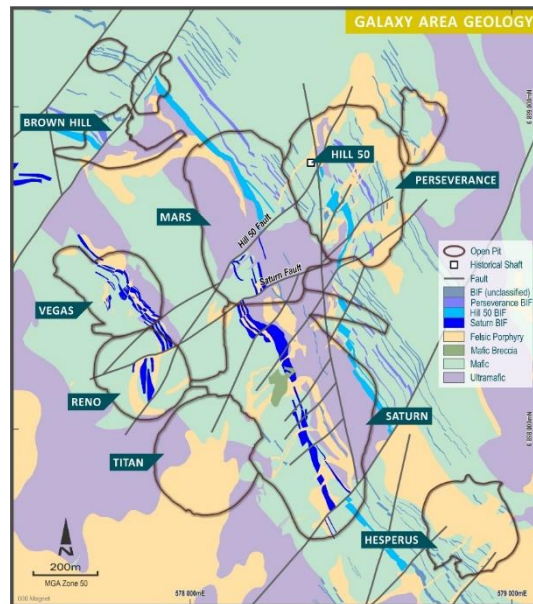 GALAXY AREA GEOLOGY
BROWN HILL
HILL 50
PERSEVERANCE
MARS
Hill 50 Fault
Saturn Fault
VEGAS
RENO
TITAN
SATURN
HESPERUS
Open Pit
Historical Shaft
Fault
BIF (unclassified)
Perseverance BIF
Hill 50 BIF
Saturn BIF
Felsic Porphyry
Mafic Breccia
Mafic
Ultramafic
N
200m
MGA Zone 50
578 000mE
579 000mE